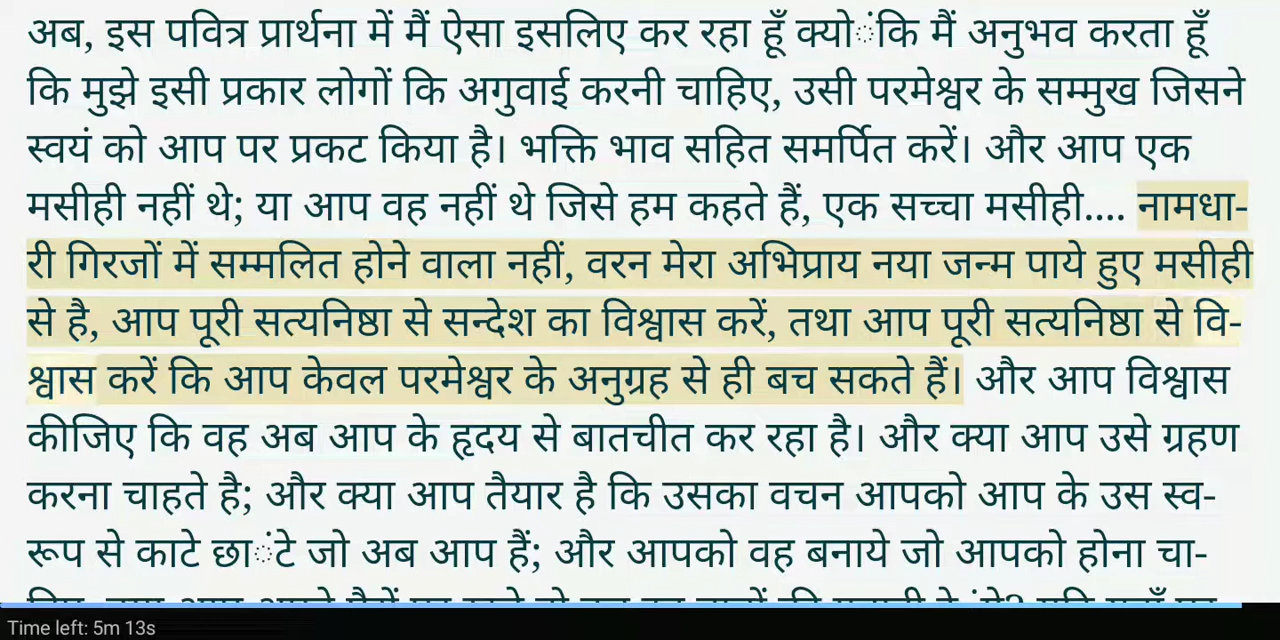 अब, इस पवित्र प्रार्थना में मैं ऐसा इसलिए कर रहा हूँ क्योंकि मैं अनुभव करता हूँ
कि मुझे इसी प्रकार लोगों कि अगुवाई करनी चाहिए, उसी परमेश्वर के सम्मुख जिसने
स्वयं को आप पर प्रकट किया है। भक्ति भाव सहित समर्पित करें। और आप एक
मसीही नहीं थे; या आप वह नहीं थे जिसे हम कहते हैं, एक सच्चा मसीही.... नामधा-
री गिरजों में सम्मलित होने वाला नहीं, वरन मेरा अभिप्राय नया जन्म पाये हुए मसीही
से है, आप पूरी सत्यनिष्ठा से सन्देश का विश्वास करें, तथा आप पूरी सत्यनिष्ठा से वि-
श्वास करें कि आप केवल परमेश्वर के अनुग्रह से ही बच सकते हैं। और आप विश्वास
कीजिए कि वह अब आप के हृदय से बातचीत कर रहा है। और क्या आप उसे ग्रहण
करना चाहते है; और क्या आप तैयार है कि उसका वचन आपको आप के उस स्व-
रूप से काटे छांटे जो अब आप हैं; और आपको वह बनाये जो आपको होना चा-
Time left: 5m 13s